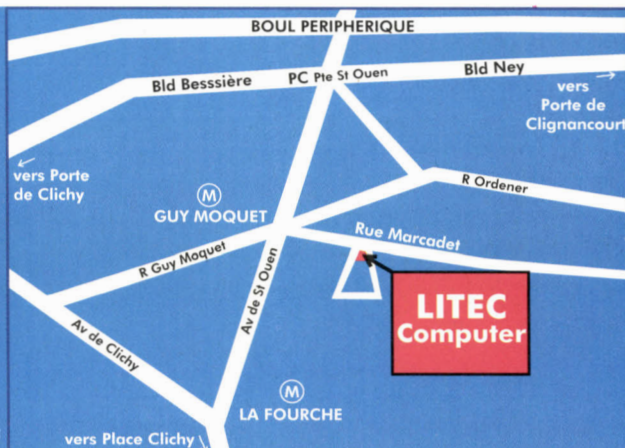 BOUL PERIPHERIQUE
Bld Besssière
PC Pte St Ouen
Bld Ney
vers
Porte de
Clignancourt
vers Porte
de Clichy
M
GUY MOQUET
R Ordener
Rue Marcadet
R Guy Moquet
Av de St Ouen
LITEC
Computer
Av de Clichy
M
LA FOURCHE
vers Place Clichy